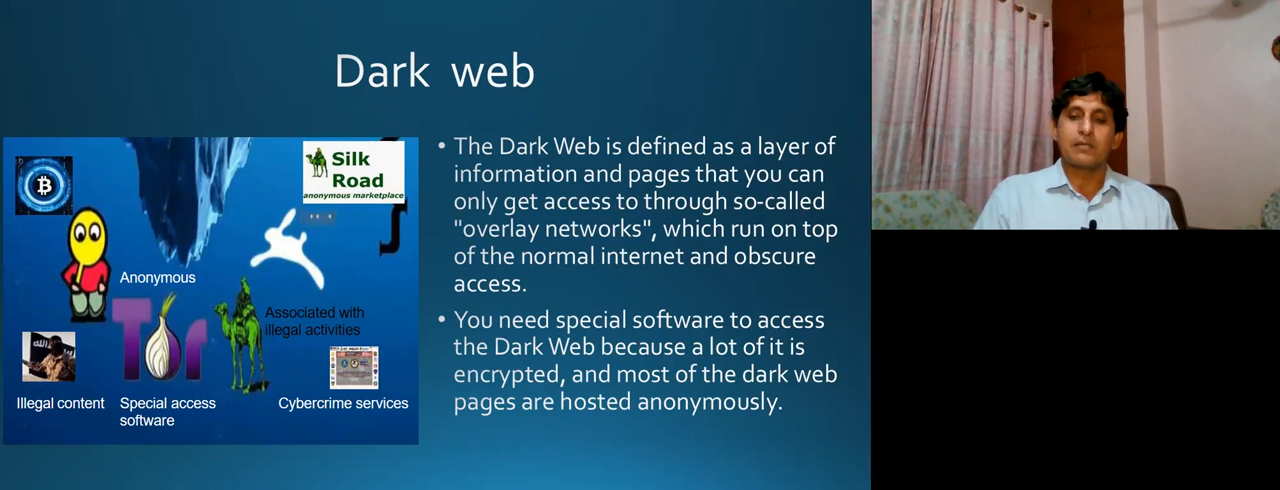 Dark web
Silk
Road
anonymous marketplace
Anonymous
Tor
Associated with
illegal activities
Illegal content
Special access
software
Cybercrime services
• The Dark Web is defined as a layer of
information and pages that you can
only get access to through so-called
"overlay networks", which run on top
of the normal internet and obscure
access.
• You need special software to access
the Dark Web because a lot of it is
encrypted, and most of the dark web
pages are hosted anonymously.